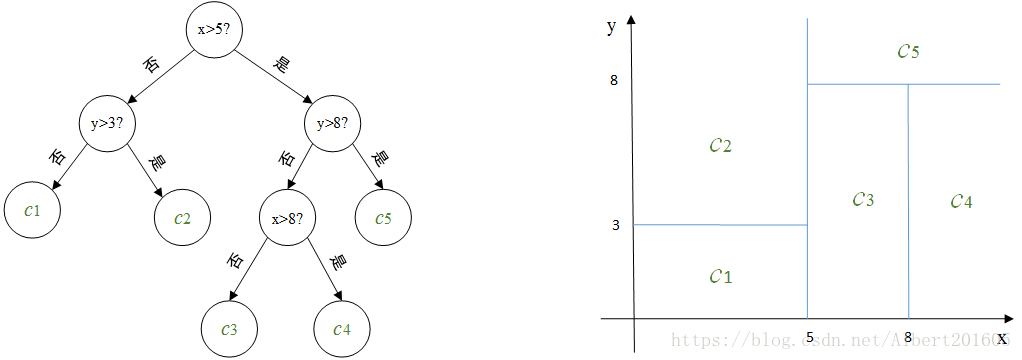 x>5?
否
是
y>3?
y>8?
否
是
否
是
c1
c2
x>8?
c5
否
是
c3
c4
y
C5
8
C2
C3
C4
3
C1
5
8
x
https://blog.csdn.net/Albert201605